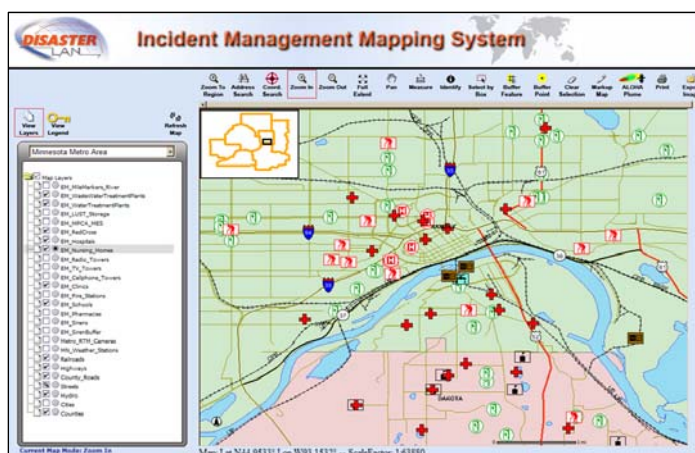 DISASTER
LAN
Incident Management Mapping System
Zoom To Region
Address Search
Coord. Search
Zoom In
Zoom Out
Full Extent
Pan
Measure
Identify
Select by Box
Buffer Feature
Buffer Point
Clear Selection
Markup Map
ALOHA Plume
Print
View Layers
View Legend
Refresh Map
Minnesota Metro Area
Map Layers
EM_MileMarkers_River
EM_WasteWaterTreatmentPlants
EM_WaterTreatmentPlants
EM_LUST_Storage
EM_MPCA_MES
EM_RedCross
EM_Hospitals
EM_Nursing_Homes
EM_Radio_Towers
EM_TV_Towers
EM_Cellphone_Towers
EM_Clinics
EM_Fire_Stations
EM_Schools
EM_Pharmacies
EM_Sirens
EM_SirenBuffer
Metro_RTM_Cameras
MN_Weather_Stations
Railroads
Highways
County_Roads
Streets
Hydro
Cities
Counties
DAKOTA
Current Map Mode: Zoom In